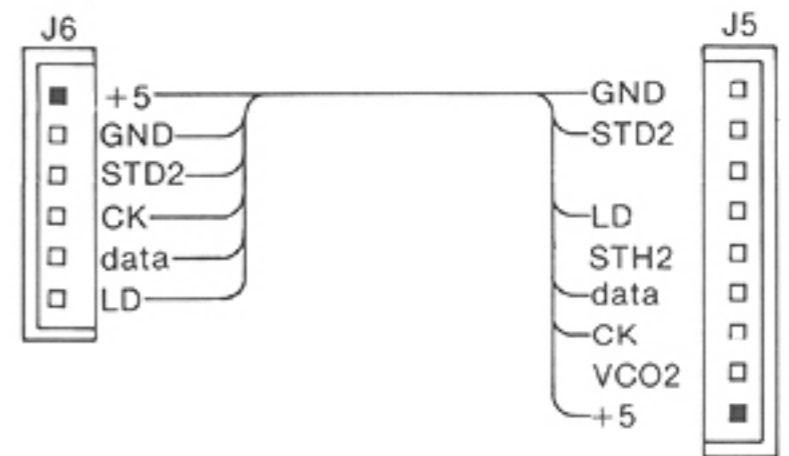 J6
+5
GND
STD2
CK
data
LD
J5
GND
STD2
LD
STH2
data
CK
VCO2
+5